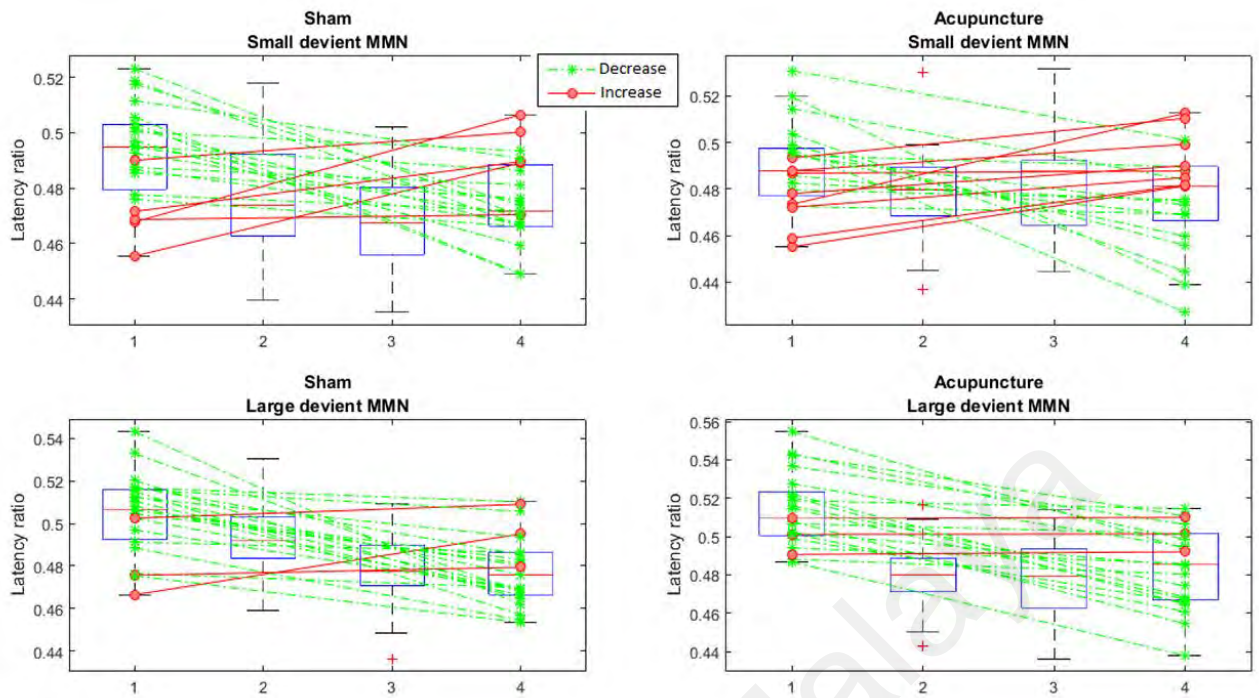 Sham
Small devient MMN
Latency ratio
0.52
0.5
0.48
0.46
0.44
1 2 3 4
Decrease
Increase
Acupuncture
Small devient MMN
Latency ratio
0.52
0.5
0.48
0.46
0.44
1 2 3 4
Sham
Large devient MMN
Latency ratio
0.54
0.52
0.5
0.48
0.46
0.44
1 2 3 4
Acupuncture
Large devient MMN
Latency ratio
0.56
0.54
0.52
0.5
0.48
0.46
0.44
1 2 3 4
alaya